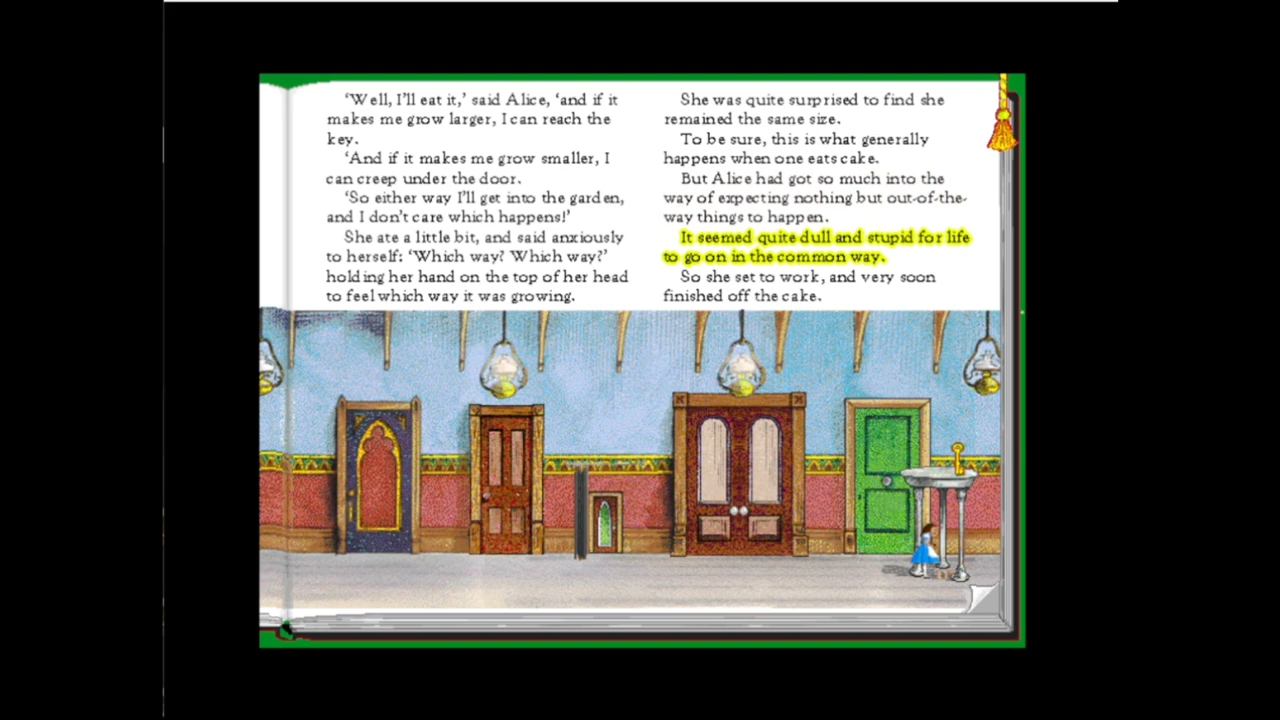 ‘Well, I’ll eat it,’ said Alice, ‘and if it
makes me grow larger, I can reach the
key.
‘And if it makes me grow smaller, I
can creep under the door.
‘So either way I’ll get into the garden,
and I don’t care which happens!’
She ate a little bit, and said anxiously
to herself: ‘Which way? Which way?’
holding her hand on the top of her head
to feel which way it was growing.
She was quite surprised to find she
remained the same size.
To be sure, this is what generally
happens when one eats cake.
But Alice had got so much into the
way of expecting nothing but out-of-the-
way things to happen.
It seemed quite dull and stupid for life
to go on in the common way.
So she set to work, and very soon
finished off the cake.